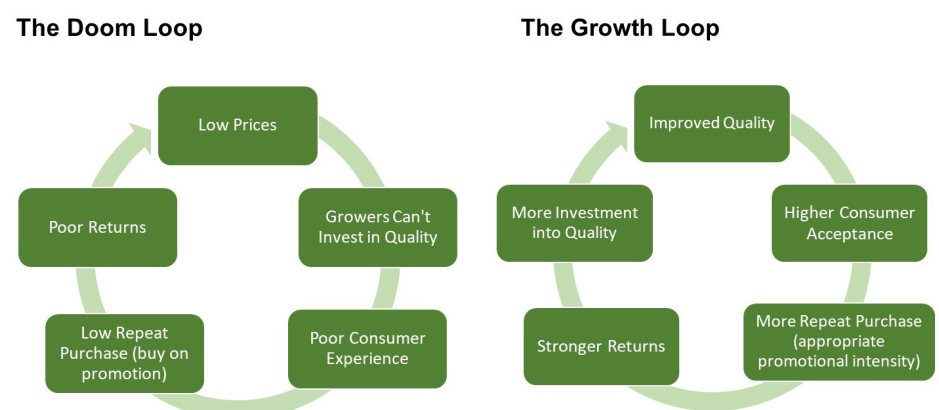 The Doom Loop
Low Prices
Growers Can't
Invest in Quality
Poor Consumer
Experience
Low Repeat
Purchase (buy on
promotion)
Poor Returns
The Growth Loop
Improved Quality
Higher Consumer
Acceptance
More Repeat Purchase
(appropriate
promotional intensity)
Stronger Returns
More Investment
into Quality